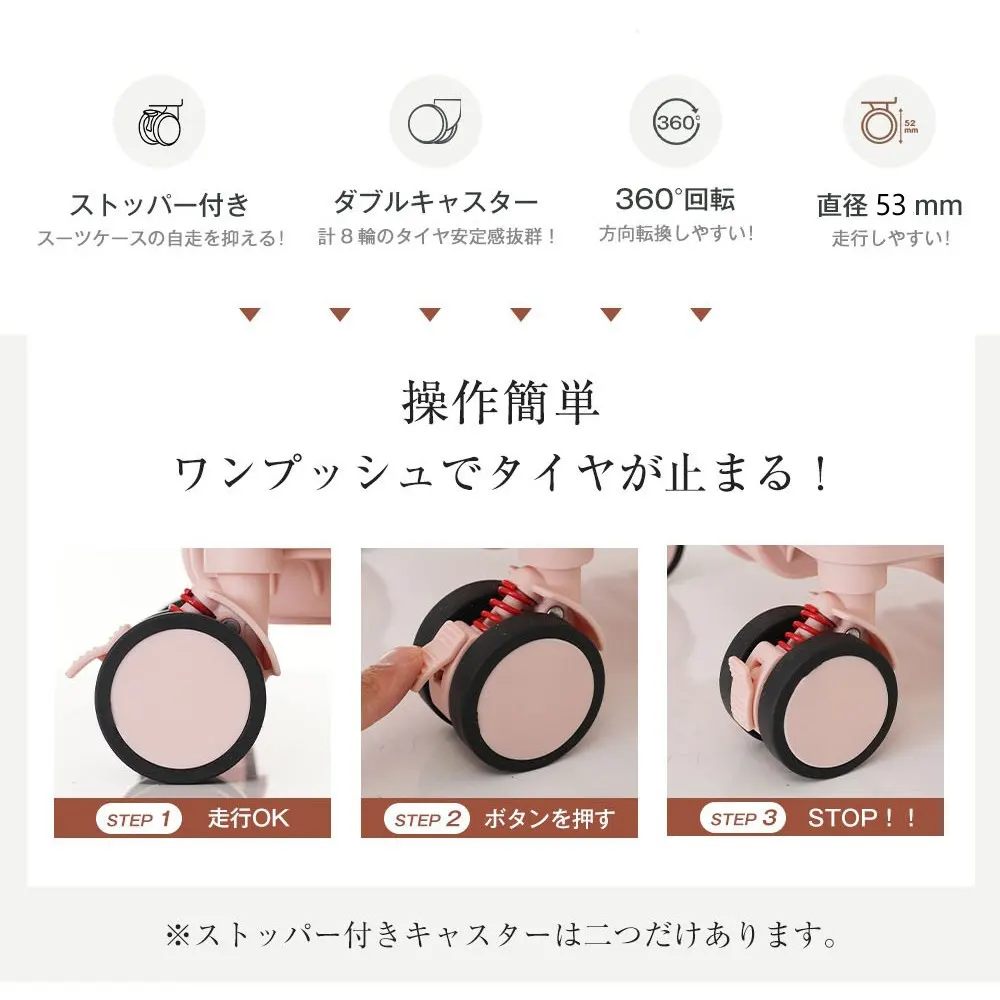 360°
52
mm
ストッパー付き
スーツケースの自走を抑える!
ダブルキャスター
計8輪のタイヤ安定感抜群!
360°回転
方向転換しやすい!
直径 53 mm
走行しやすい!
操作簡単
ワンプッシュでタイヤが止まる!
STEP 1 走行OK
STEP 2 ボタンを押す
STEP 3 STOP!!
※ストッパー付きキャスターは二つだけあります。